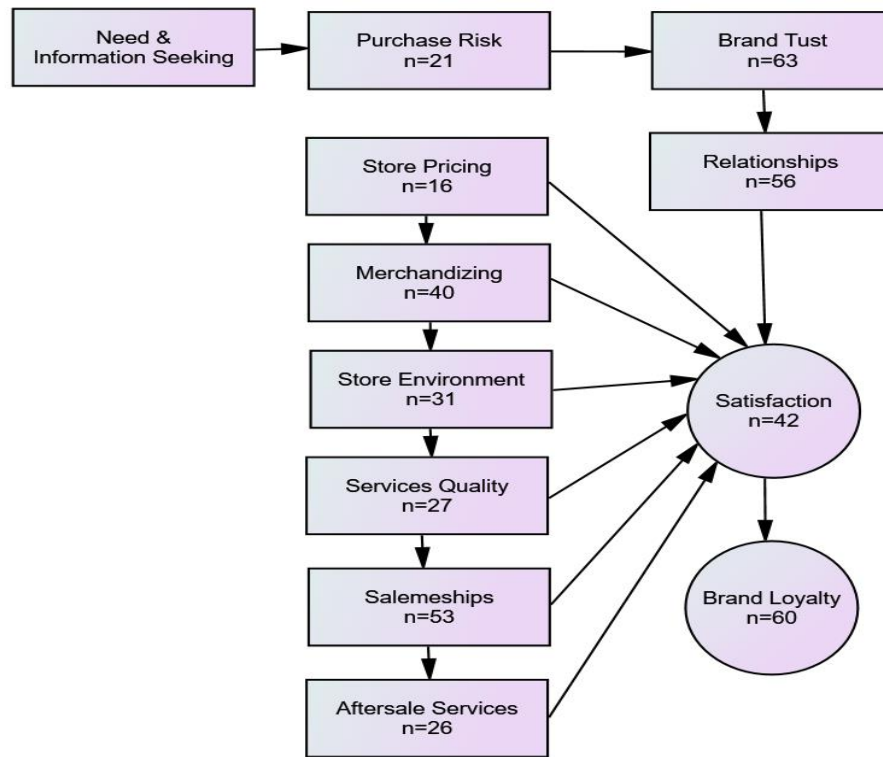 Need &
Information Seeking
Purchase Risk
n=21
Brand Tust
n=63
Store Pricing
n=16
Relationships
n=56
Merchandizing
n=40
Store Environment
n=31
Satisfaction
n=42
Services Quality
n=27
Salemeships
n=53
Brand Loyalty
n=60
Aftersale Services
n=26